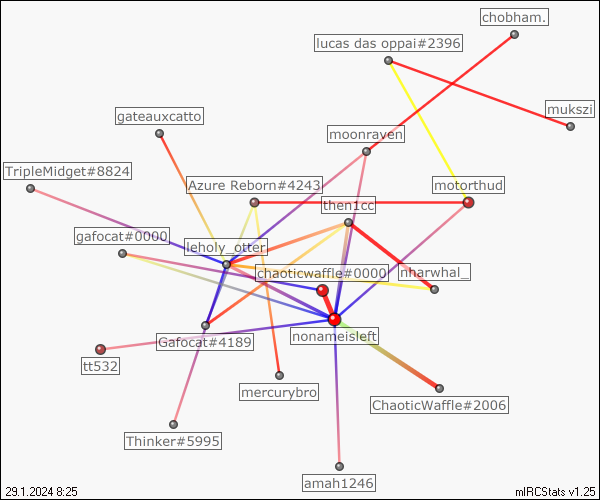 chobham.
lucas das oppai#2396
mukszi
gateauxcatto
moonraven
TripleMidget#8824
Azure Reborn#4243
motorthud
then1cc
gafocat#0000
leholy_otter
chaoticwaffle#0000
nharwhal_
nonameisleft
Gafocat#4189
tt532
mercurybro
ChaoticWaffle#2006
Thinker#5995
amah1246
29.1.2024 8:25
mIRCStats v1.25